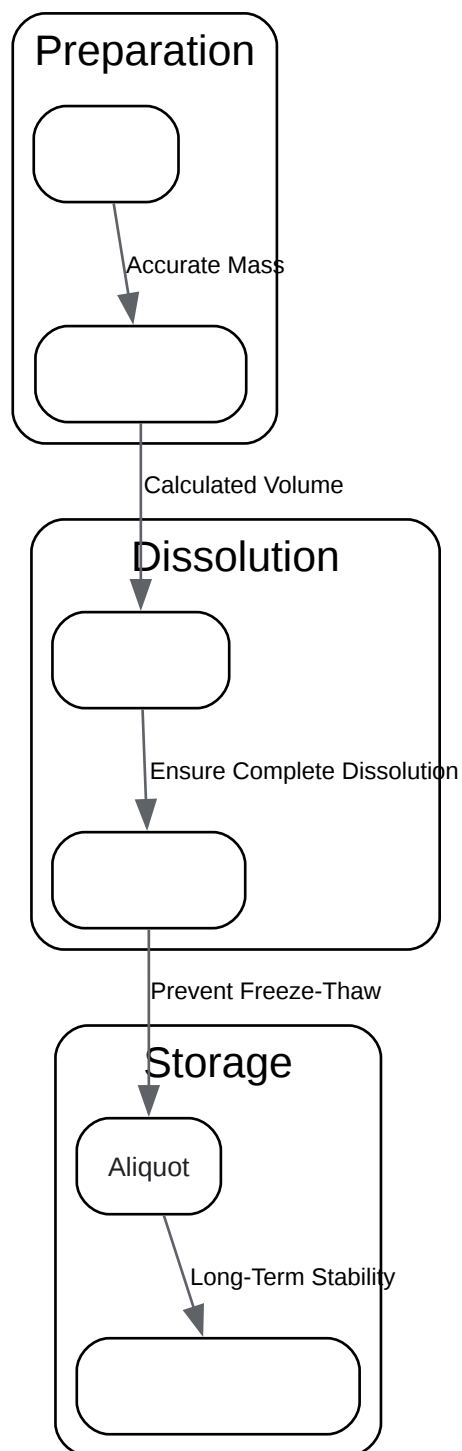 Preparation
Accurate Mass
Calculated Volume
Dissolution
Ensure Complete Dissolution
Prevent Freeze-Thaw
Storage
Aliquot
Long-Term Stability